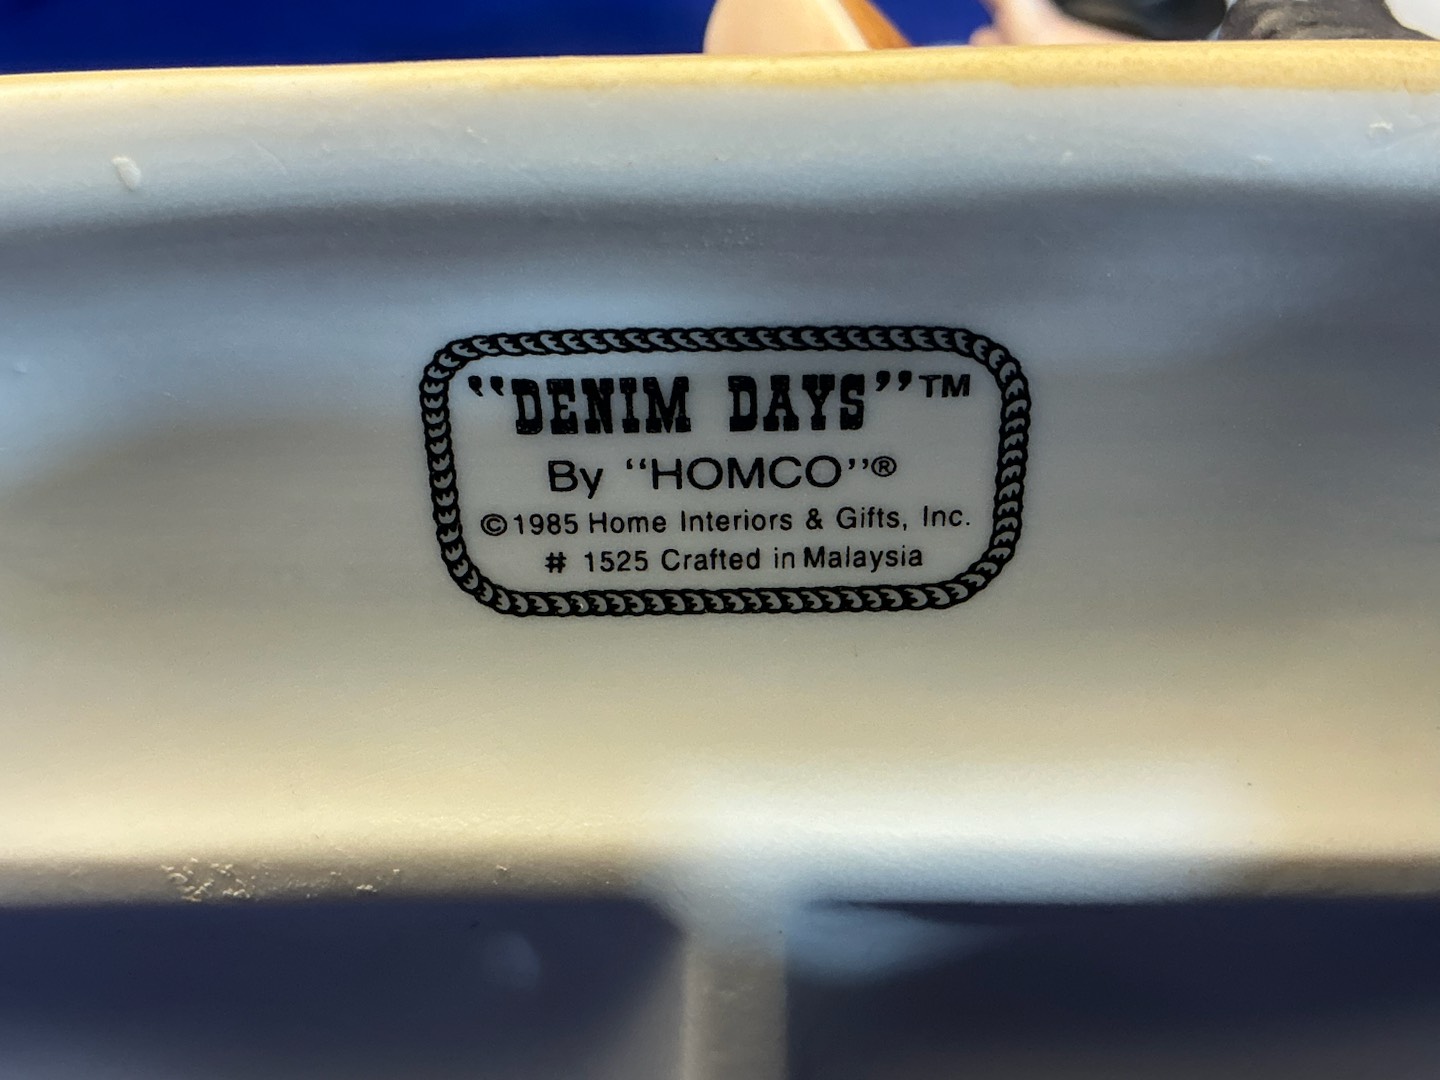 “DENIM DAYS”™
By “HOMCO”®
©1985 Home Interiors & Gifts, Inc.
# 1525 Crafted in Malaysia